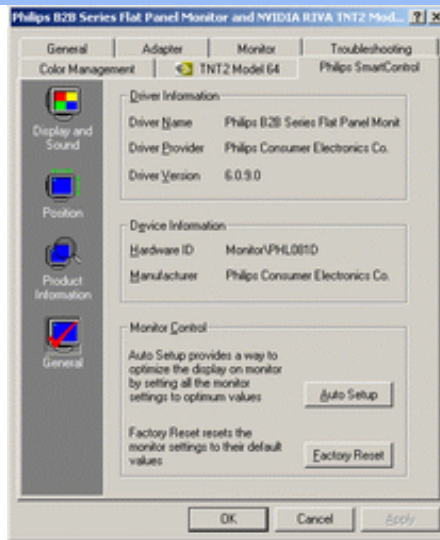 Philips B2B Series Flat Panel Monitor and NVIDIA RIVA TNT2 Mod...
General Adapter Monitor Troubleshooting
Color Management TNT2 Model 64 Philips SmartControl
Display and
Sound
Position
Product
Information
General
Driver Information
Driver Name Philips B2B Series Flat Panel Monit
Driver Provider Philips Consumer Electronics Co.
Driver Version 6.0.9.0
Device Information
Hardware ID Monitor\PHL081D
Manufacturer Philips Consumer Electronics Co.
Monitor Control
Auto Setup provides a way to
optimize the display on monitor
by setting all the monitor
settings to optimum values
Auto Setup
Factory Reset resets the
monitor settings to their default
values
Factory Reset
OK Cancel Apply